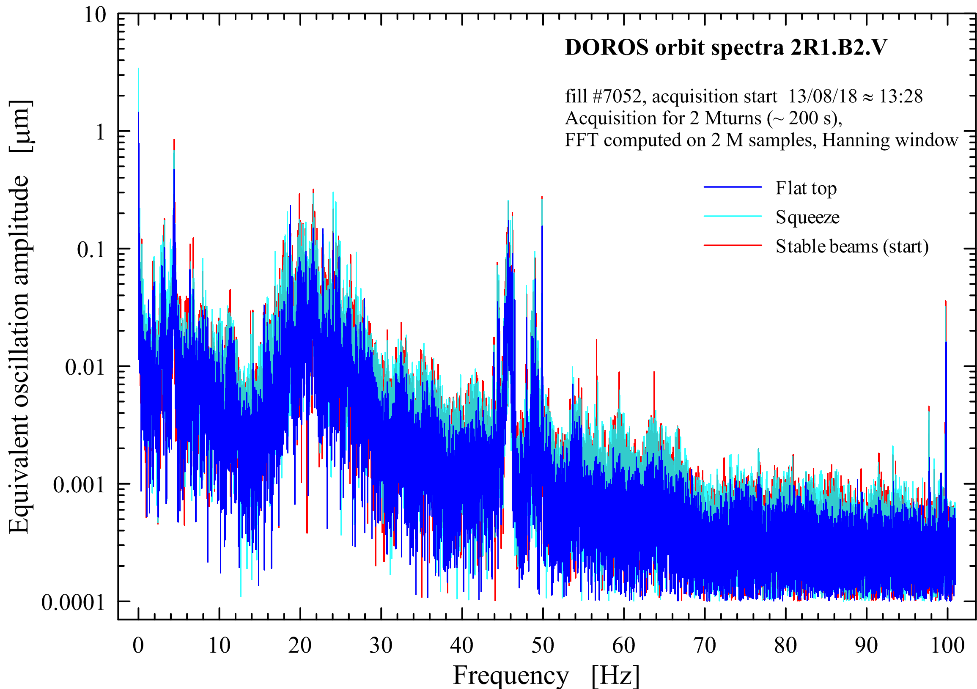 DOROS orbit spectra 2R1.B2.V
fill #7052, acquisition start 13/08/18 ≈ 13:28
Acquisition for 2 Mturns (~ 200 s),
FFT computed on 2 M samples, Hanning window
Flat top
Squeeze
Stable beams (start)
Equivalent oscillation amplitude [µm]
10
1
0.1
0.01
0.001
0.0001
0 10 20 30 40 50 60 70 80 90 100
Frequency [Hz]